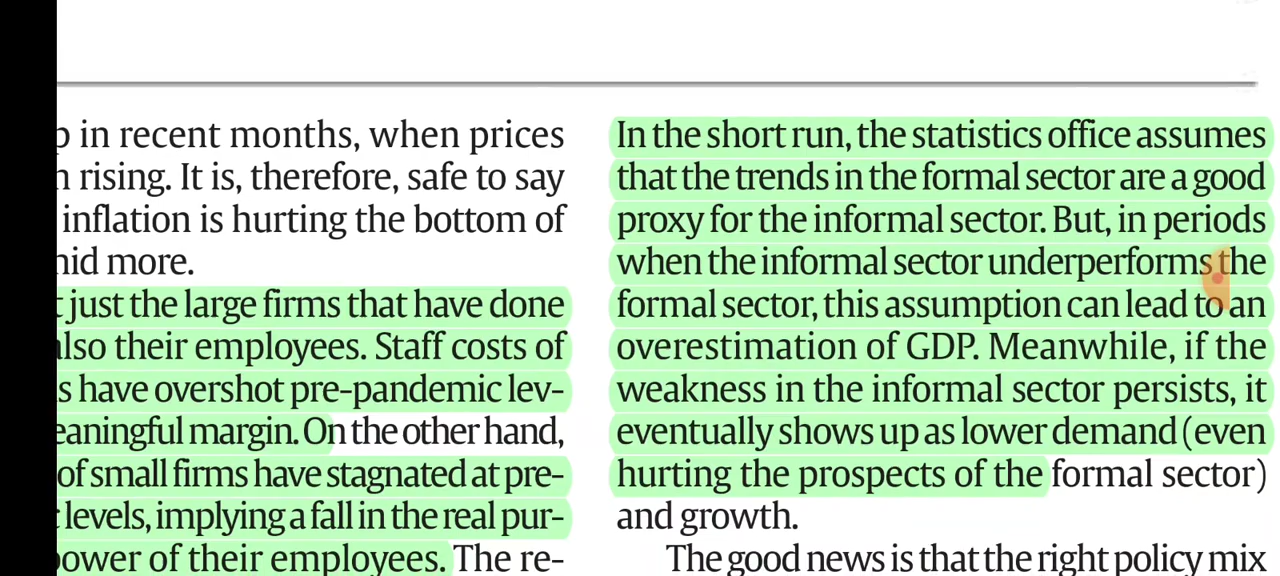 in recent months, when prices
rising. It is, therefore, safe to say
inflation is hurting the bottom of
more.
just the large firms that have done
also their employees. Staff costs of
have overshot pre-pandemic lev-
margin. On the other hand,
of small firms have stagnated at pre-
levels, implying a fall in the real pur-
power of their employees. The re-
In the short run, the statistics office assumes
that the trends in the formal sector are a good
proxy for the informal sector. But, in periods
when the informal sector underperforms the
formal sector, this assumption can lead to an
overestimation of GDP. Meanwhile, if the
weakness in the informal sector persists, it
eventually shows up as lower demand (even
hurting the prospects of the formal sector)
and growth.
The good news is that the right policy mix